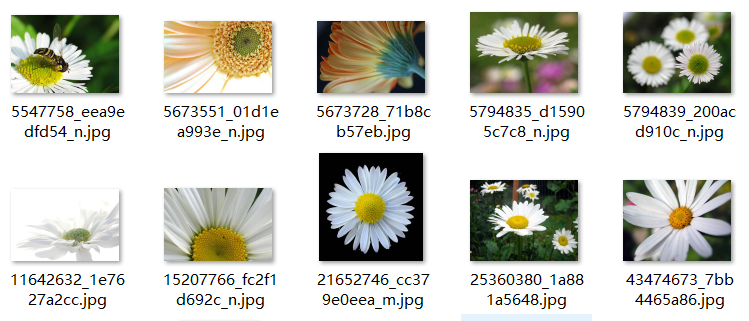 5547758_eea9e
dfd54_n.jpg
5673551_01d1e
a993e_n.jpg
5673728_71b8c
b57eb.jpg
5794835_d1590
5c7c8_n.jpg
5794839_200ac
d910c_n.jpg
11642632_1e76
27a2cc.jpg
15207766_fc2f1
d692c_n.jpg
21652746_cc37
9e0eea_m.jpg
25360380_1a88
1a5648.jpg
43474673_7bb
4465a86.jpg